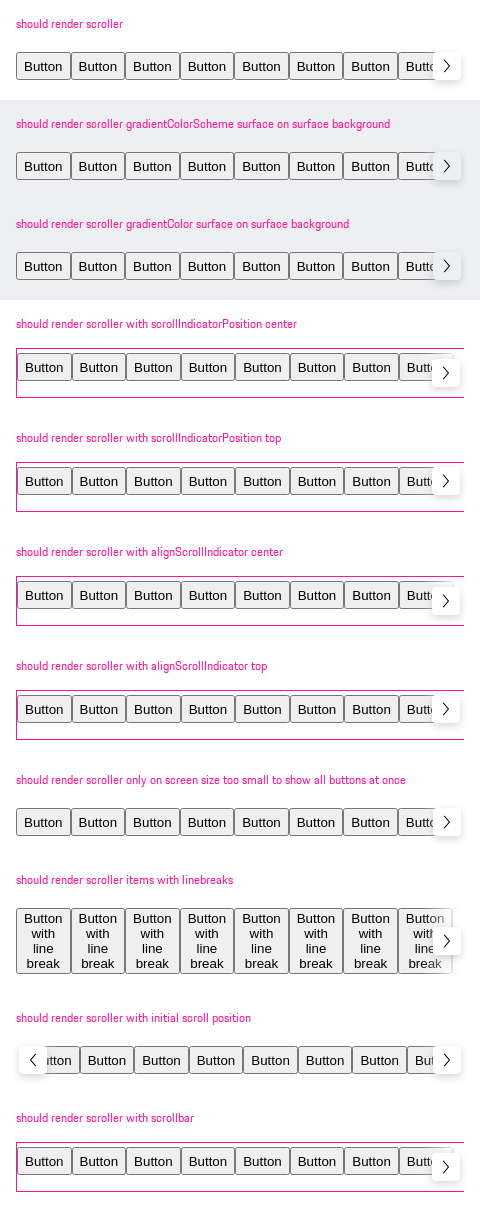 should render scroller
Button Button Button Button Button Button Button Butto
should render scroller gradientColorScheme surface on surface background
Button Button Button Button Button Button Button Butto
should render scroller gradientColor surface on surface background
Button Button Button Button Button Button Button Butto
should render scroller with scrollIndicatorPosition center
Button Button Button Button Button Button Button Butto
should render scroller with scrollIndicatorPosition top
Button Button Button Button Button Button Button Butto
should render scroller with alignScrollIndicator center
Button Button Button Button Button Button Button Butto
should render scroller with alignScrollIndicator top
Button Button Button Button Button Button Button Butto
should render scroller only on screen size too small to show all buttons at once
Button Button Button Button Button Button Button Butto
should render scroller items with linebreaks
Button Button Button Button Button Button Button Button
with with with with with with with with
line line line line line line line line
break break break break break break break break
should render scroller with initial scroll position
utton Button Button Button Button Button Button But
should render scroller with scrollbar
Button Button Button Button Button Button Button Butto